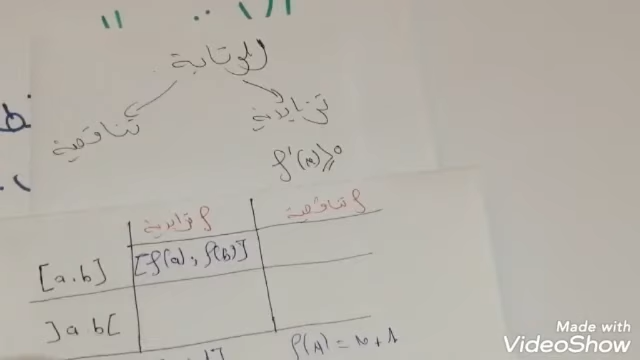 الرتابة
تزايدية
تناقصية
f'(x) ≥ 0
f تزايدية
f تناقصية
[a.b]
[f(a), f(b)]
]a b[
f(x) = x + 1
Made with
VideoShow